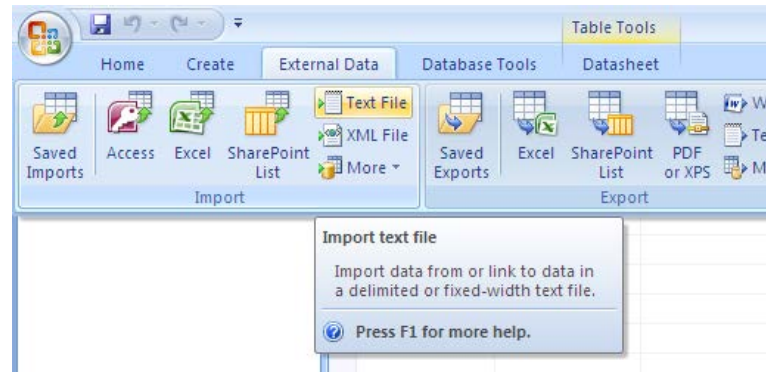 Table Tools
Home Create External Data Database Tools Datasheet
Saved Imports
Access
Excel
SharePoint List
Text File
XML File
More
Saved Exports
Excel
SharePoint List
PDF or XPS
W
Te
M
Import
Export
Import text file
Import data from or link to data in
a delimited or fixed-width text file.
Press F1 for more help.